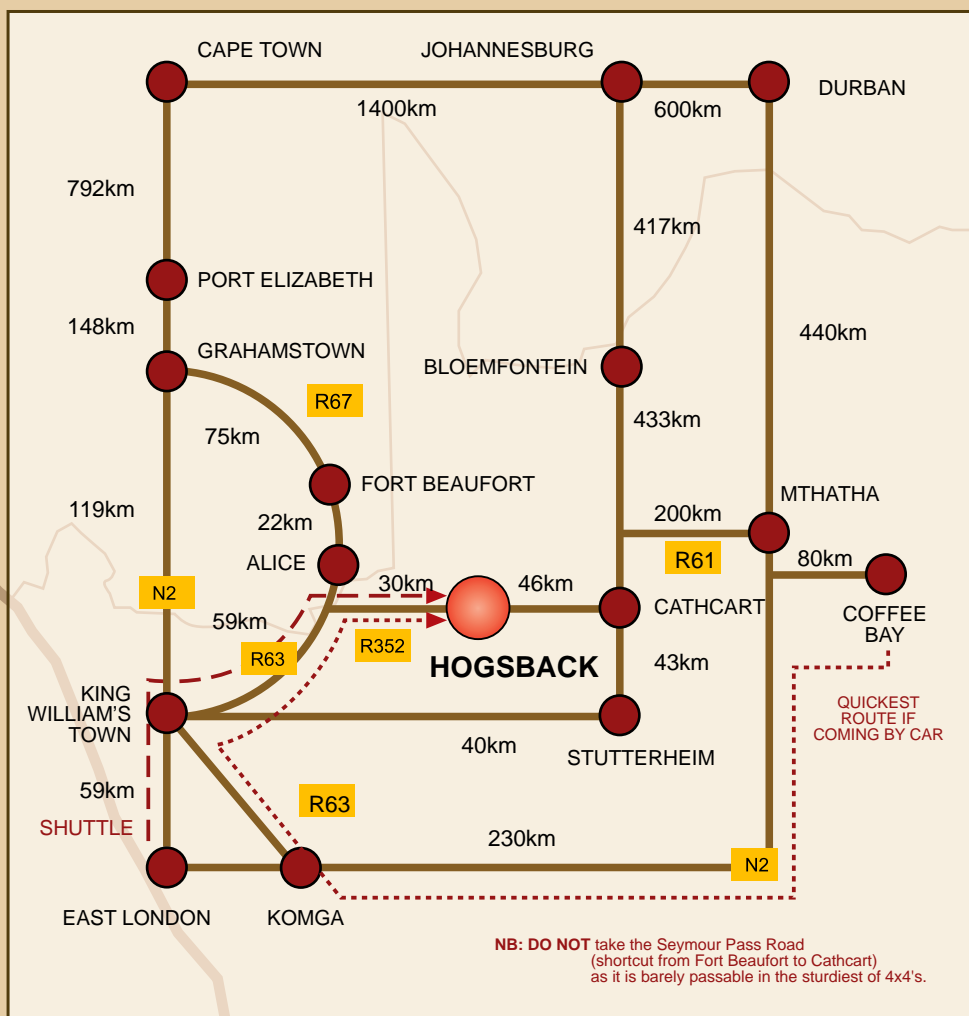 CAPE TOWN
JOHANNESBURG
DURBAN
1400km
600km
792km
417km
PORT ELIZABETH
148km
440km
GRAHAMSTOWN
BLOEMFONTEIN
R67
433km
75km
FORT BEAUFORT
MTHATHA
119km
22km
200km
ALICE
R61
80km
30km
46km
N2
CATHCART
COFFEE
BAY
59km
R352
R63
HOGSBACK
43km
KING
WILLIAM'S
TOWN
QUICKEST
ROUTE IF
COMING BY CAR
40km
STUTTERHEIM
59km
R63
SHUTTLE
230km
N2
EAST LONDON
KOMGA
NB: DO NOT take the Seymour Pass Road
(shortcut from Fort Beaufort to Cathcart)
as it is barely passable in the sturdiest of 4x4's.